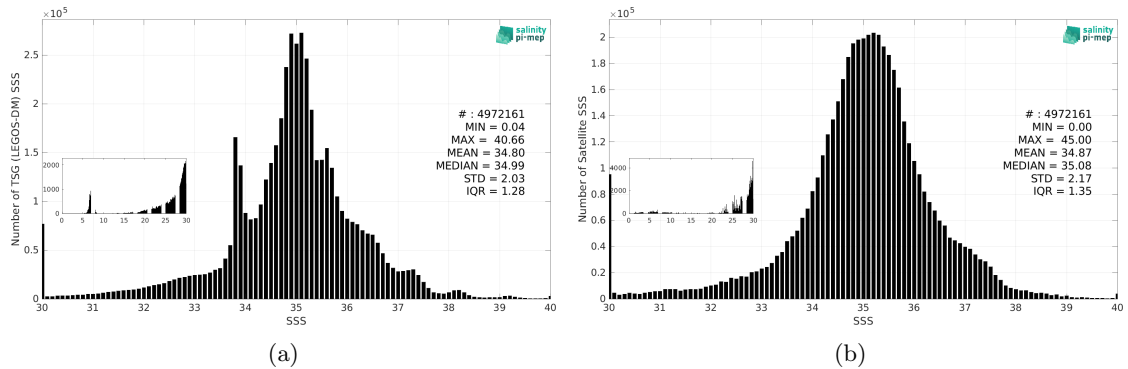 ×10⁵
2.5
2
1.5
1
0.5
0
Number of TSG (LEGOS-DM) SSS
salinity
pi-mep
# : 4972161
MIN = 0.04
MAX = 40.66
MEAN = 34.80
MEDIAN = 34.99
STD = 2.03
IQR = 1.28
2000
1000
0
0 5 10 15 20 25 30
30 31 32 33 34 35 36 37 38 39 40
SSS
(a)
×10⁵
2
1.8
1.6
1.4
1.2
1
0.8
0.6
0.4
0.2
0
Number of Satellite SSS
salinity
pi-mep
# : 4972161
MIN = 0.00
MAX = 45.00
MEAN = 34.87
MEDIAN = 35.08
STD = 2.17
IQR = 1.35
4000
2000
0
0 5 10 15 20 25 30
30 31 32 33 34 35 36 37 38 39 40
SSS
(b)